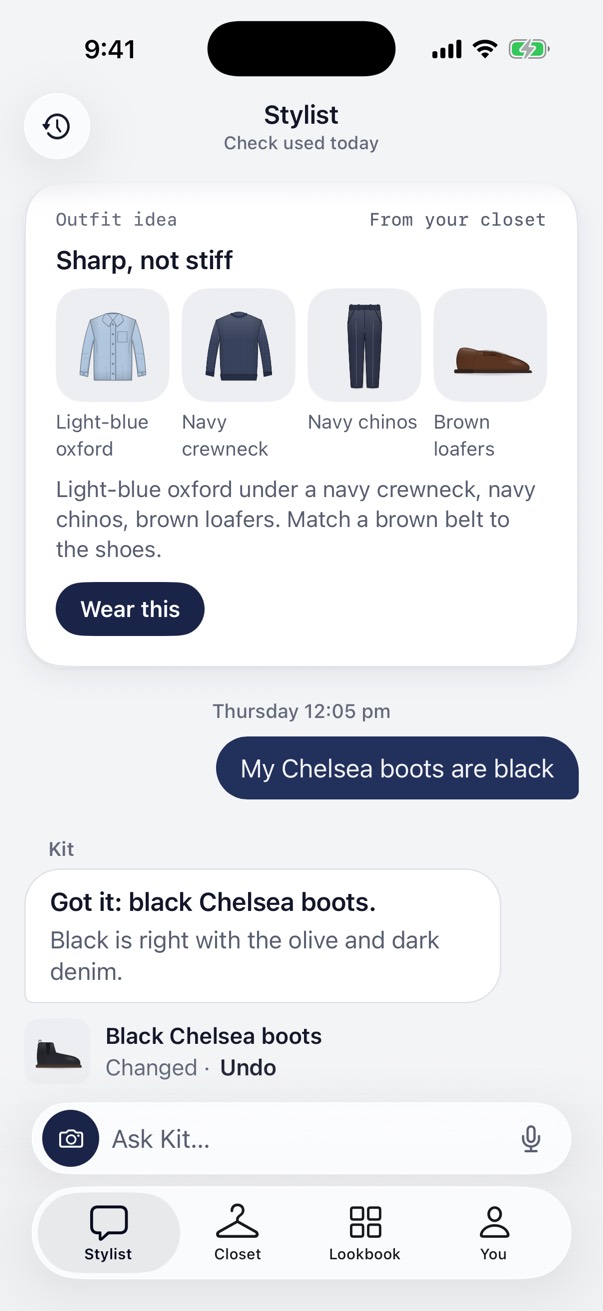 9:41
Stylist
Check used today
Outfit idea
From your closet
Sharp, not stiff
Light-blue
oxford
Navy
crewneck
Navy chinos
Brown
loafers
Light-blue oxford under a navy crewneck, navy
chinos, brown loafers. Match a brown belt to
the shoes.
Wear this
Thursday 12:05 pm
My Chelsea boots are black
Kit
Got it: black Chelsea boots.
Black is right with the olive and dark
denim.
Black Chelsea boots
Changed · Undo
Ask Kit...
Stylist
Closet
Lookbook
You